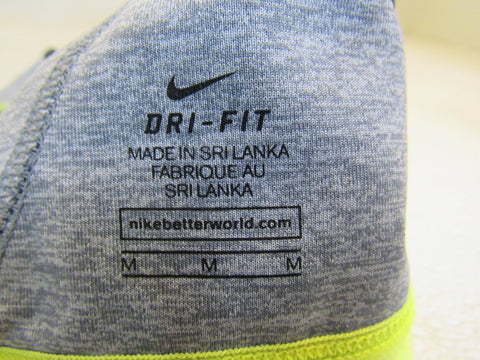 DRI-FIT
MADE IN SRI LANKA
FABRIQUE AU
SRI LANKA
nikebetterworld.com
M M M